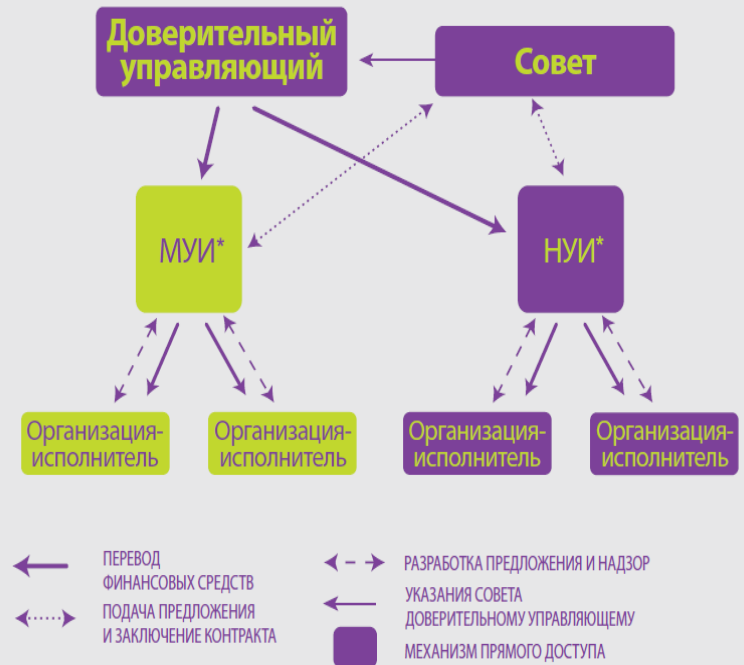 Доверительный
управляющий
Совет
МУИ*
НУИ*
Организация-
исполнитель
Организация-
исполнитель
Организация-
исполнитель
Организация-
исполнитель
ПЕРЕВОД
ФИНАНСОВЫХ СРЕДСТВ
ПОДАЧА ПРЕДЛОЖЕНИЯ
И ЗАКЛЮЧЕНИЕ КОНТРАКТА
РАЗРАБОТКА ПРЕДЛОЖЕНИЯ И НАДЗОР
УКАЗАНИЯ СОВЕТА
ДОВЕРИТЕЛЬНОМУ УПРАВЛЯЮЩЕМУ
МЕХАНИЗМ ПРЯМОГО ДОСТУПА